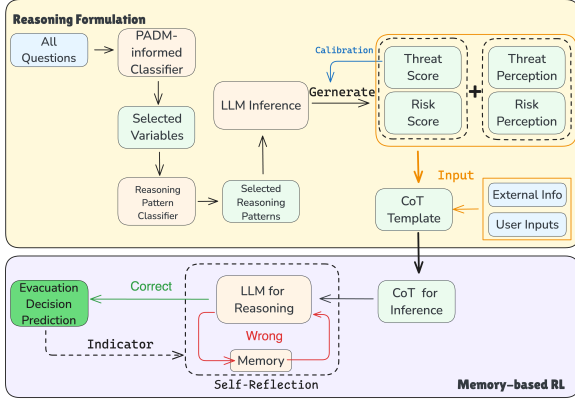 Reasoning Formulation
All
Questions
PADM-
informed
Classifier
Selected
Variables
Reasoning
Pattern
Classifier
Selected
Reasoning
Patterns
LLM Inference
Calibration
Gernerate
Threat
Score
Risk
Score
+
Threat
Perception
Risk
Perception
Input
CoT
Template
External Info
User Inputs
Evacuation
Decision
Prediction
Correct
LLM for
Reasoning
CoT for
Inference
Wrong
Memory
Indicator
Self-Reflection
Memory-based RL